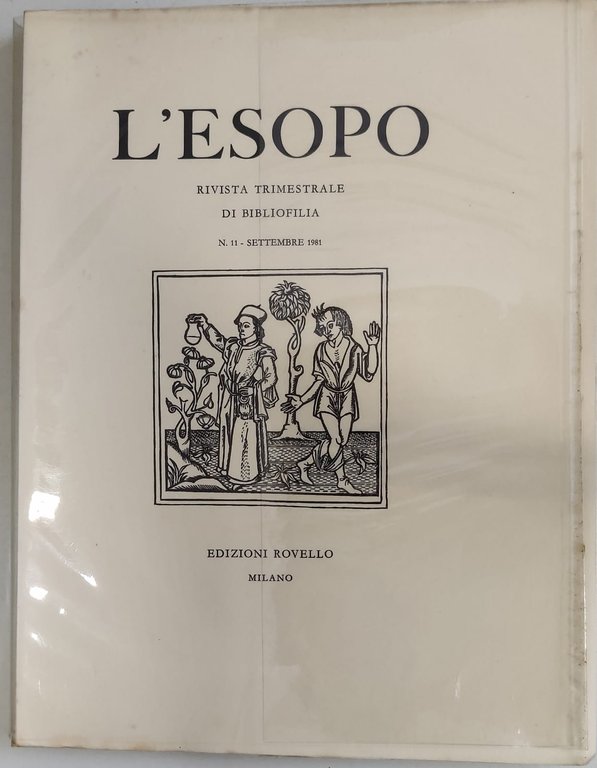 L'ESOPO
RIVISTA TRIMESTRALE
DI BIBLIOFILIA
N. 11 - SETTEMBRE 1981
EDIZIONI ROVELLO
MILANO